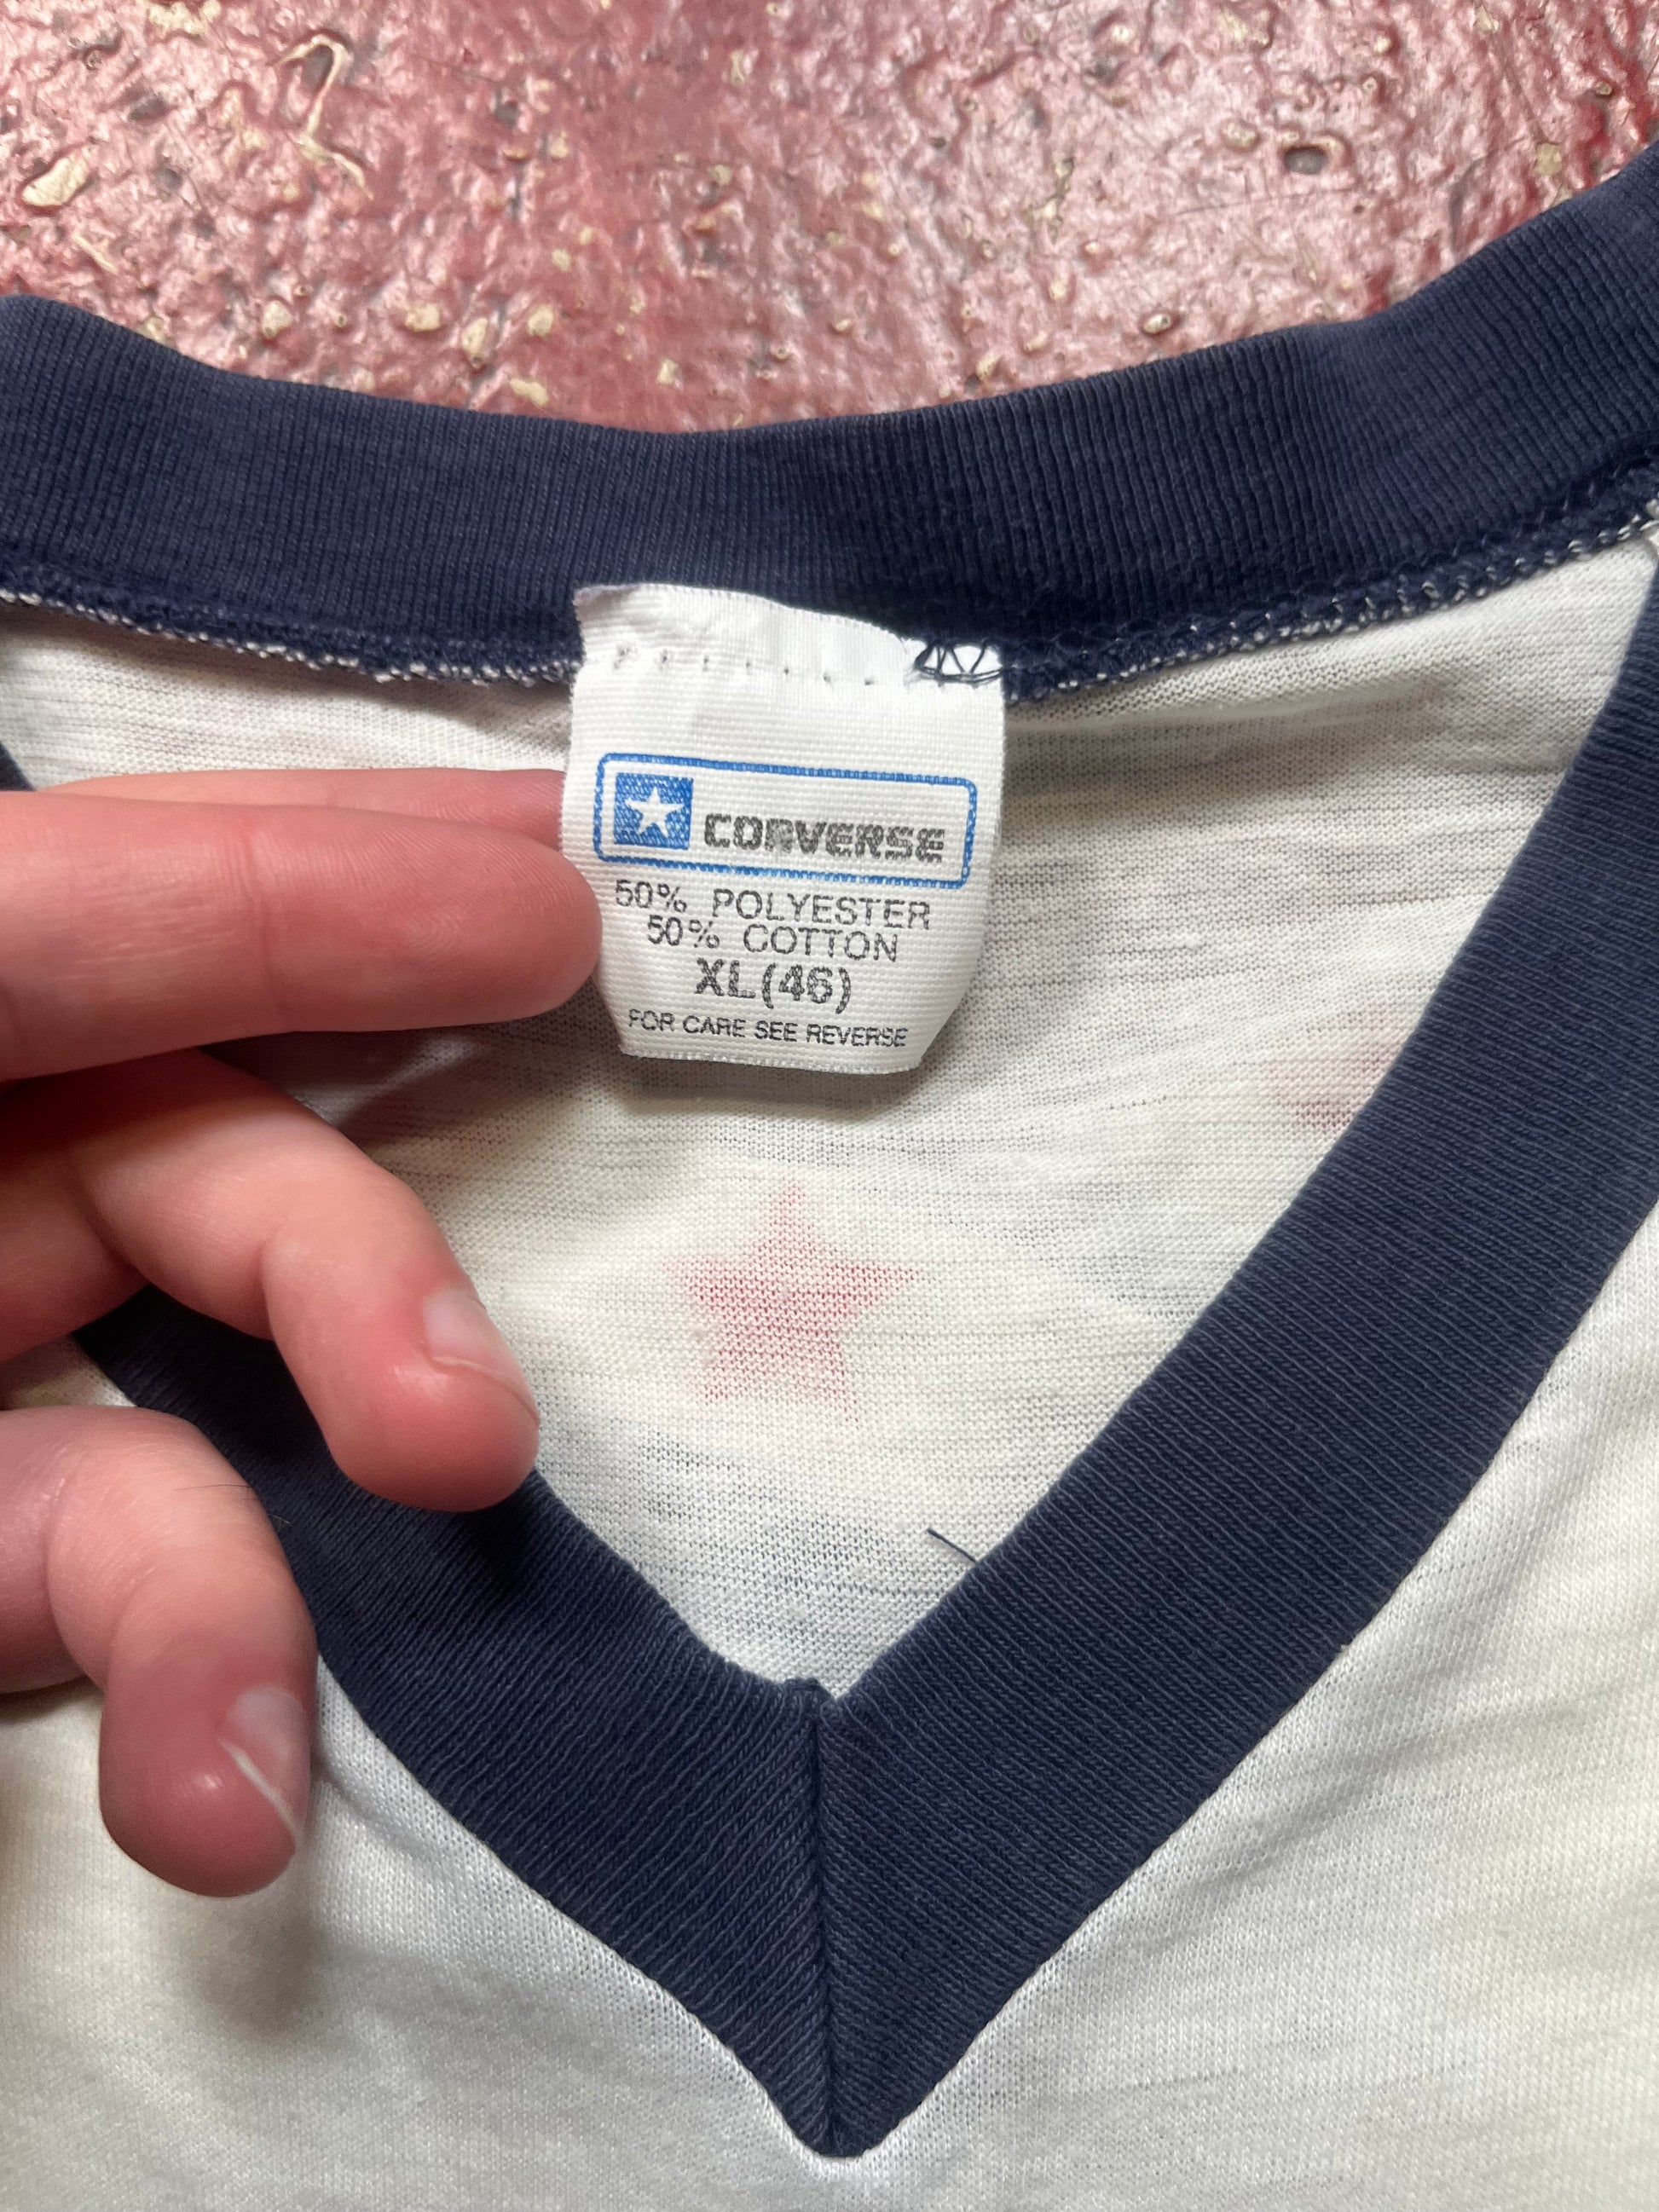 CONVERSE
50% POLYESTER
50% COTTON
XL(46)
FOR CARE SEE REVERSE